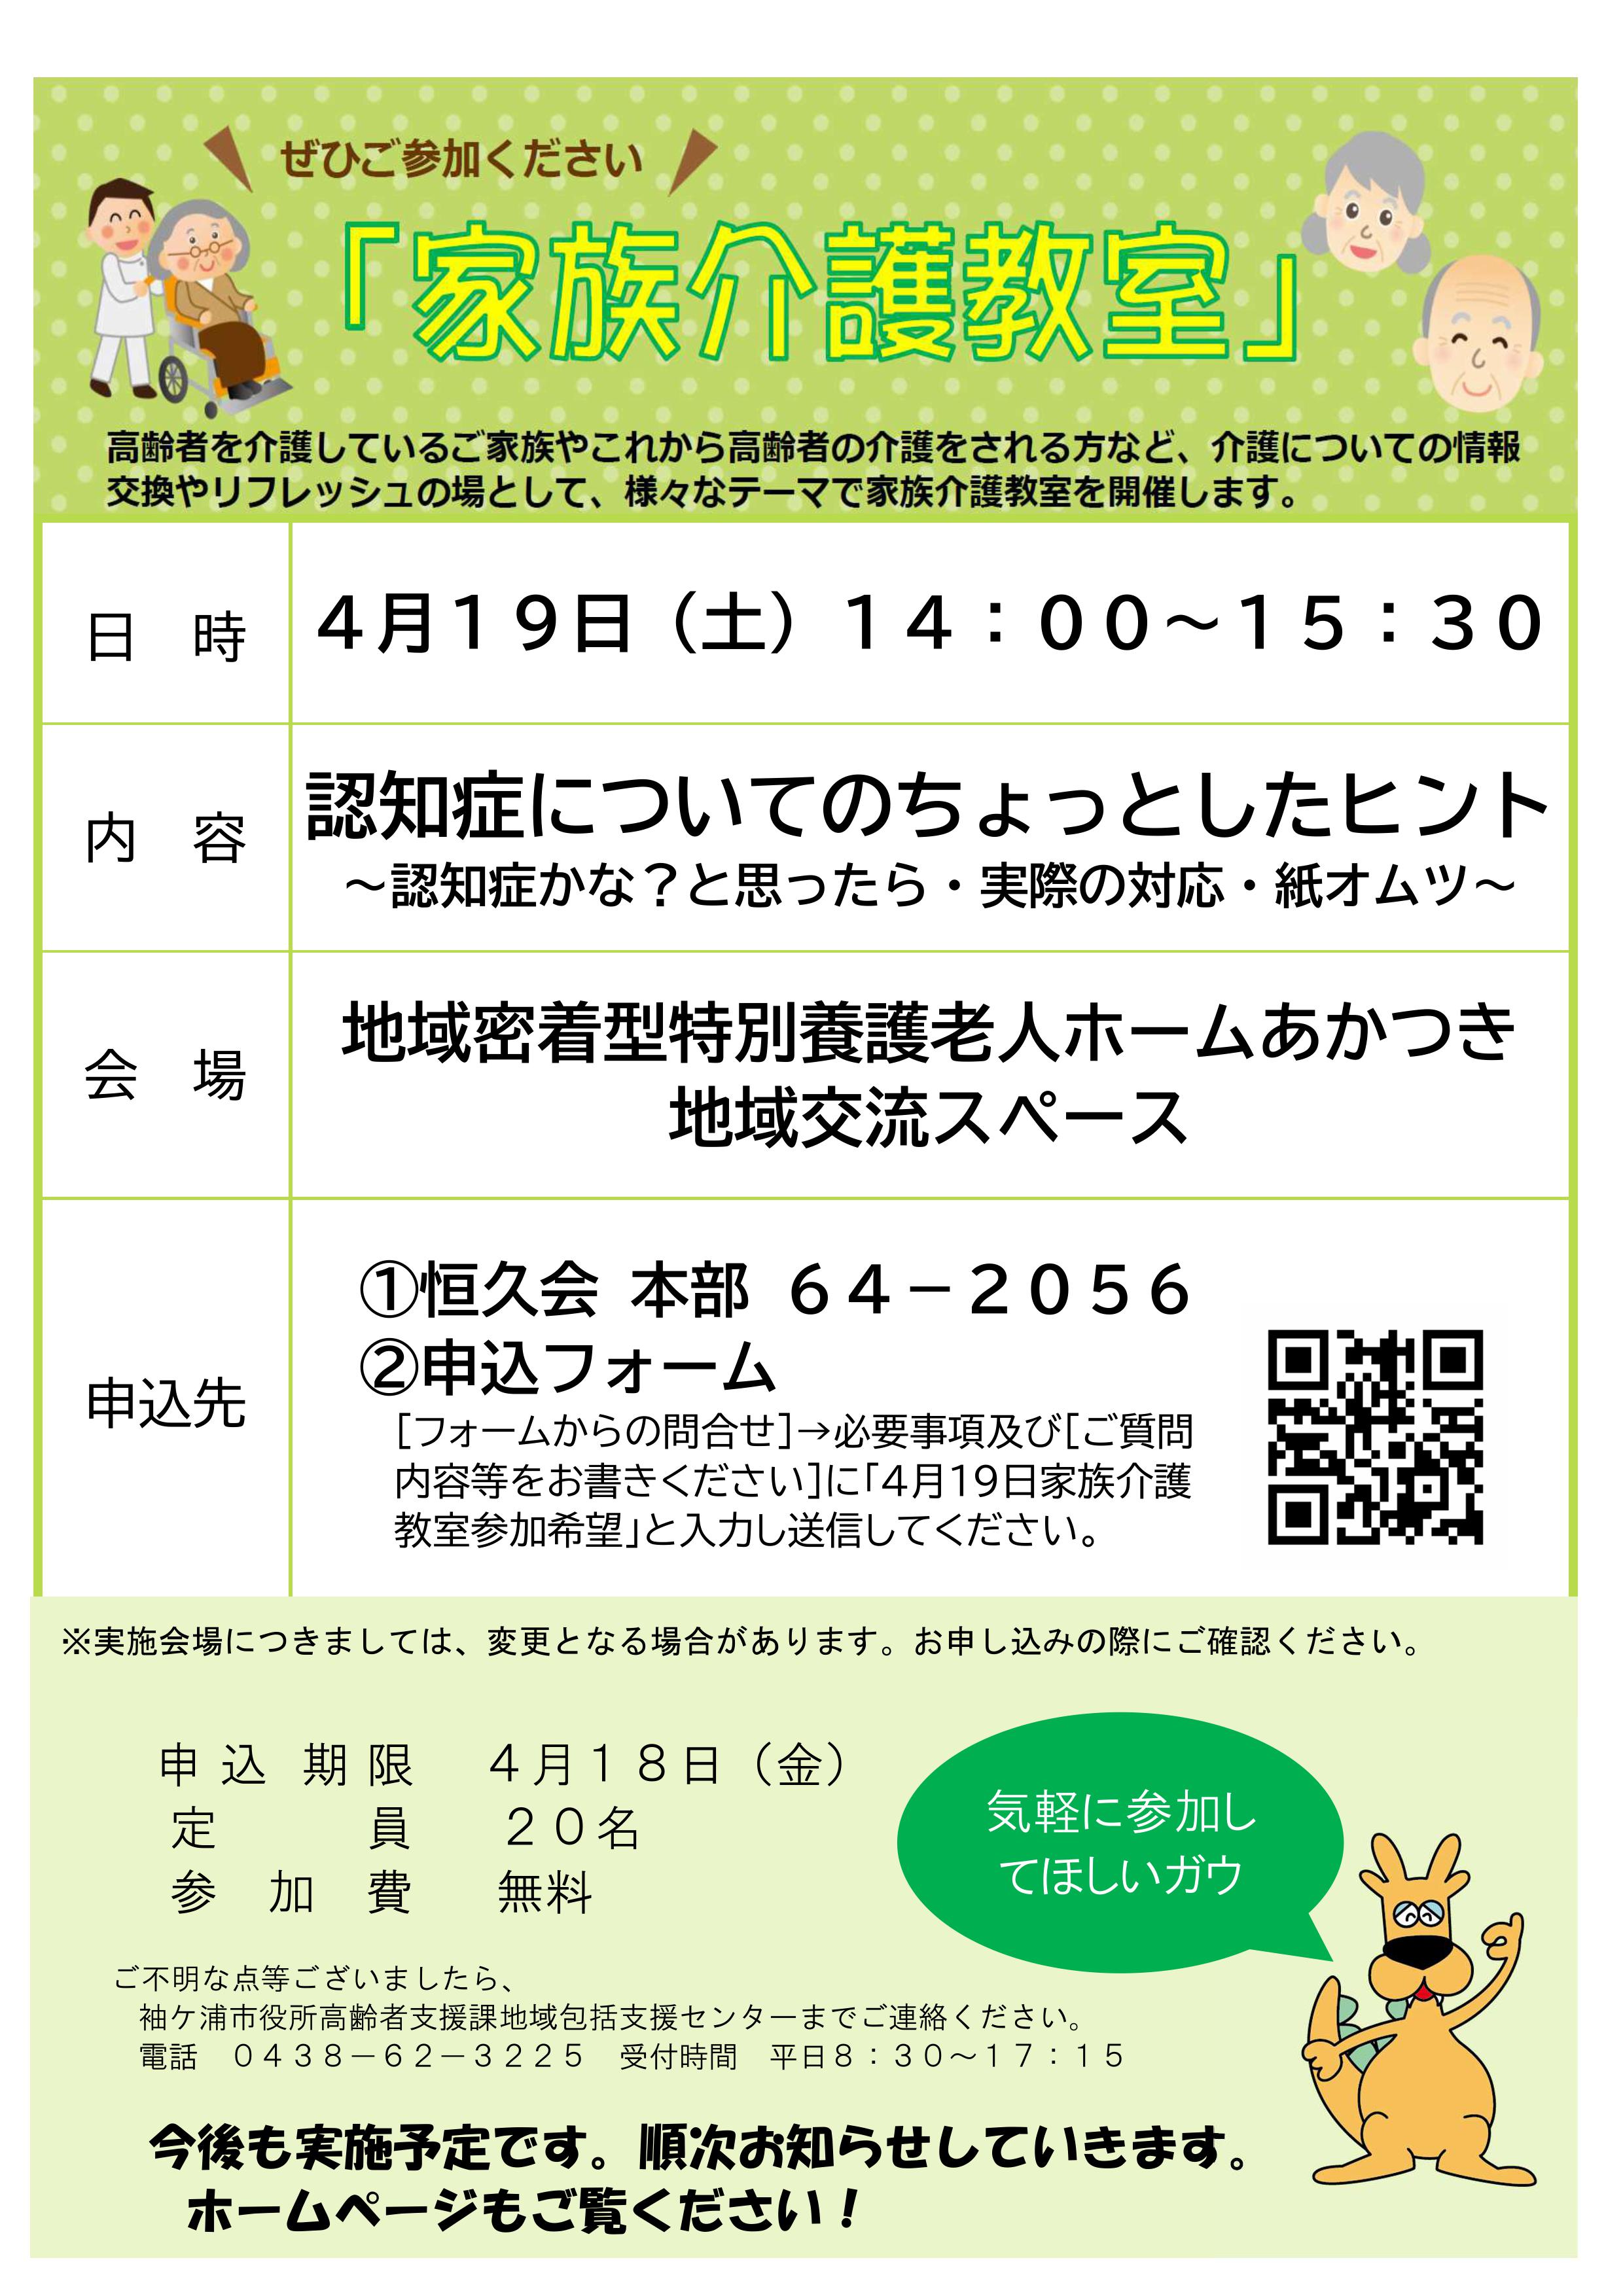 ぜひご参加ください
「家族介護教室」
高齢者を介護しているご家族やこれから高齢者の介護をされる方など、介護についての情報
交換やリフレッシュの場として、様々なテーマで家族介護教室を開催します。
日　時
４月１９日（土）１４：００～１５：３０
内　容
認知症についてのちょっとしたヒント
～認知症かな？と思ったら・実際の対応・紙オムツ～
会　場
地域密着型特別養護老人ホームあかつき
地域交流スペース
申込先
①恒久会 本部 ６４－２０５６
②申込フォーム
[フォームからの問合せ]→必要事項及び[ご質問
内容等をお書きください]に「4月19日家族介護
教室参加希望」と入力し送信してください。
※実施会場につきましては、変更となる場合があります。お申し込みの際にご確認ください。
申込期限　４月１８日（金）
定　員　２０名
参　加　費　無料
気軽に参加し
てほしいガウ
ご不明な点等ございましたら、
袖ケ浦市役所高齢者支援課地域包括支援センターまでご連絡ください。
電話　０４３８－６２－３２２５　受付時間　平日８：３０～１７：１５
今後も実施予定です。順次お知らせしていきます。
ホームページもご覧ください！